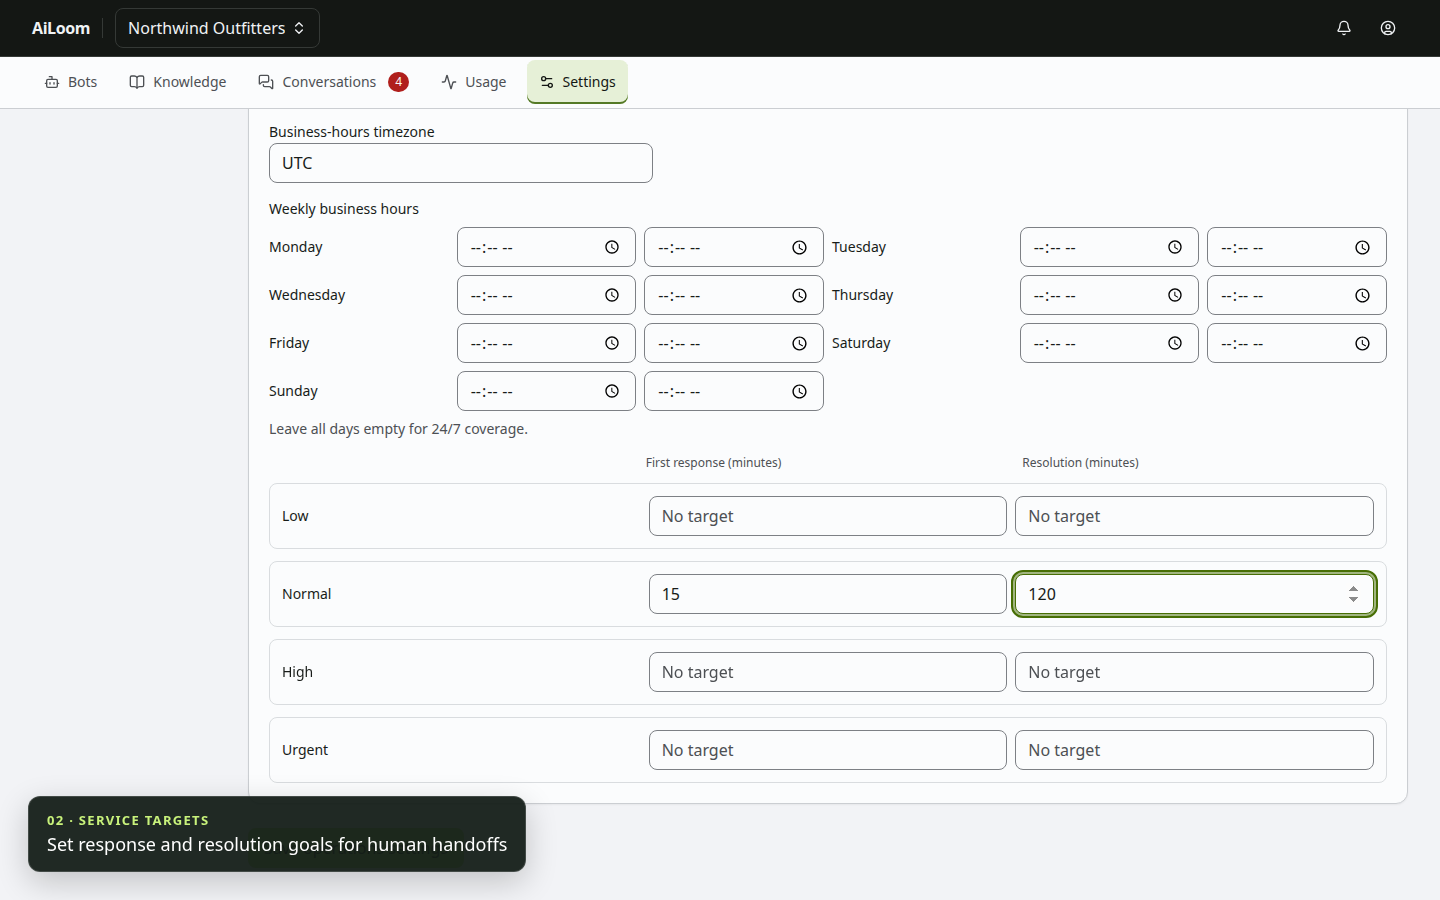 AiLoom
Northwind Outfitters
Bots
Knowledge
Conversations 4
Usage
Settings
Business-hours timezone
UTC
Weekly business hours
Monday --:-- -- --:-- -- Tuesday --:-- -- --:-- --
Wednesday --:-- -- --:-- -- Thursday --:-- -- --:-- --
Friday --:-- -- --:-- -- Saturday --:-- -- --:-- --
Sunday --:-- -- --:-- --
Leave all days empty for 24/7 coverage.
First response (minutes) Resolution (minutes)
Low No target No target
Normal 15 120
High No target No target
Urgent No target No target
02 · SERVICE TARGETS
Set response and resolution goals for human handoffs